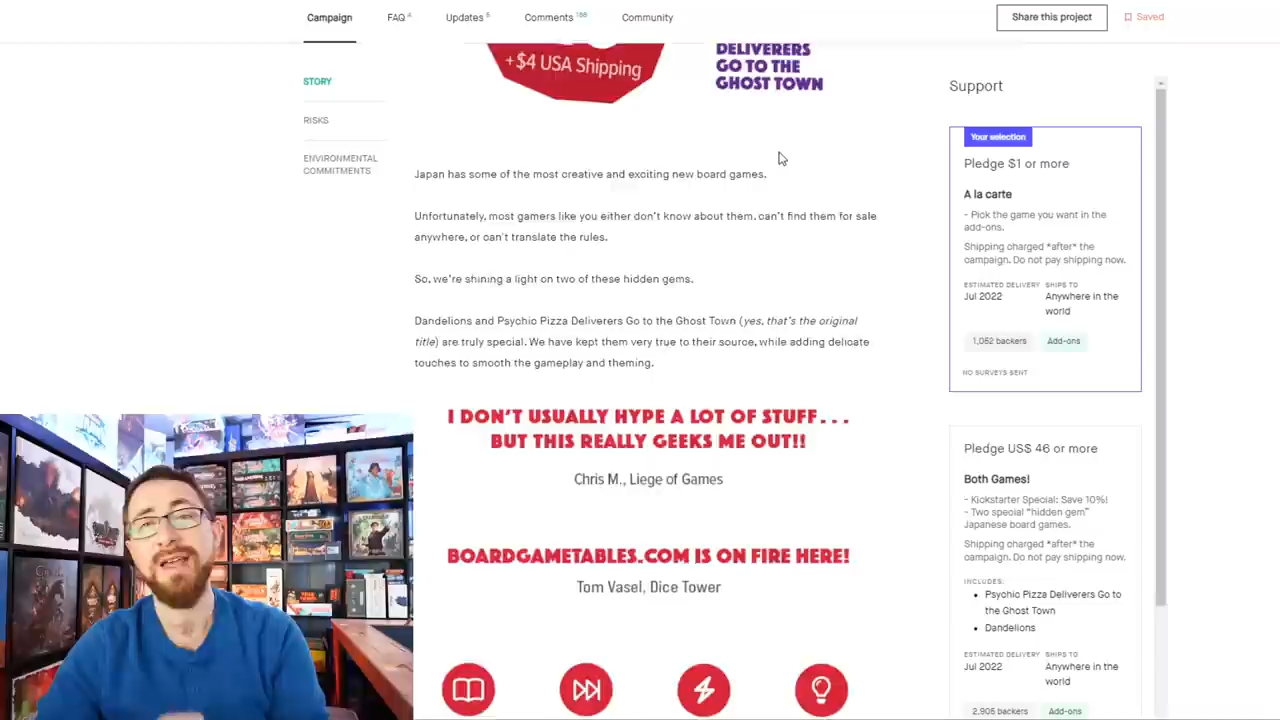 Campaign
FAQ 4
Updates 5
Comments 166
Community
Share this project
Saved
+$4 USA Shipping
DELIVERERS
GO TO THE
GHOST TOWN
STORY
RISKS
ENVIRONMENTAL
COMMITMENTS
Japan has some of the most creative and exciting new board games.
Unfortunately, most gamers like you either don't know about them, can't find them for sale
anywhere, or can't translate the rules.
So, we're shining a light on two of these hidden gems.
Dandelions and Psychic Pizza Deliverers Go to the Ghost Town (yes, that's the original
title) are truly special. We have kept them very true to their source, while adding delicate
touches to smooth the gameplay and theming.
I DON'T USUALLY HYPE A LOT OF STUFF...
BUT THIS REALLY GEEKS ME OUT!!
Chris M., Liege of Games
BOARDGAMETABLES.COM IS ON FIRE HERE!
Tom Vasel, Dice Tower
Support
Your selection
Pledge $1 or more
A la carte
- Pick the game you want in the
add-ons.
Shipping charged *after* the
campaign. Do not pay shipping now.
ESTIMATED DELIVERY
Jul 2022
SHIPS TO
Anywhere in the
world
1,052 backers
Add-ons
NO SURVEYS SENT
Pledge US$ 46 or more
Both Games!
- Kickstarter Special: Save 10%!
- Two special "hidden gem"
Japanese board games.
Shipping charged *after* the
campaign. Do not pay shipping now.
INCLUDES:
• Psychic Pizza Deliverers Go to
the Ghost Town
• Dandelions
ESTIMATED DELIVERY
Jul 2022
SHIPS TO
Anywhere in the
world
2,905 backers
Add-ons